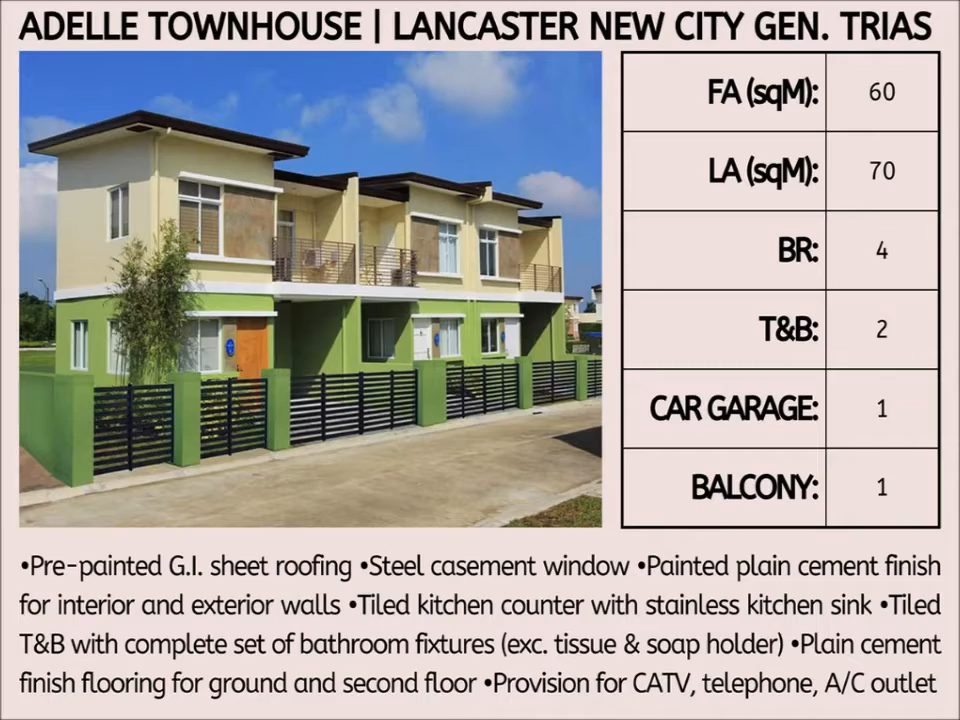 ADELLE TOWNHOUSE | LANCASTER NEW CITY GEN. TRIAS
FA (sqM): 60
LA (sqM): 70
BR: 4
T&B: 2
CAR GARAGE: 1
BALCONY: 1
•Pre-painted G.I. sheet roofing •Steel casement window •Painted plain cement finish
for interior and exterior walls •Tiled kitchen counter with stainless kitchen sink •Tiled
T&B with complete set of bathroom fixtures (exc. tissue & soap holder) •Plain cement
finish flooring for ground and second floor •Provision for CATV, telephone, A/C outlet